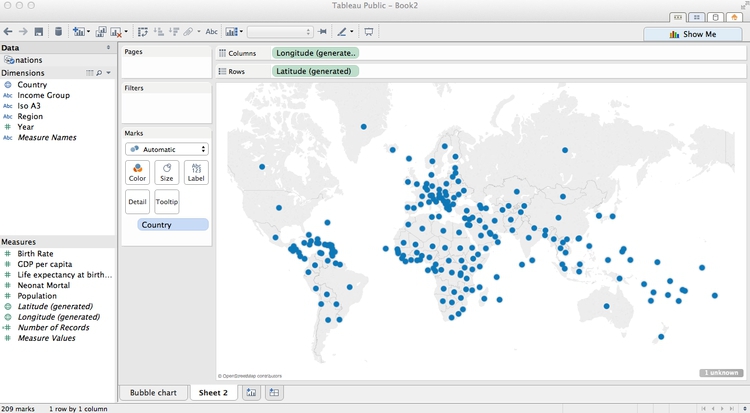 Tableau Public - Book2
Abc
Show Me
Data
nations
Dimensions
Country
Abc Income Group
Abc Iso A3
Abc Region
Year
Abc Measure Names
Measures
Birth Rate
GDP per capita
Life expectancy at birth...
Neonat Mortal
Population
Latitude (generated)
Longitude (generated)
Number of Records
Measure Values
Pages
Filters
Marks
Automatic
Color Size Label
Detail Tooltip
Country
Columns Longitude (generate..
Rows Latitude (generated)
© OpenStreetMap contributors
1 unknown
Bubble chart Sheet 2
209 marks 1 row by 1 column